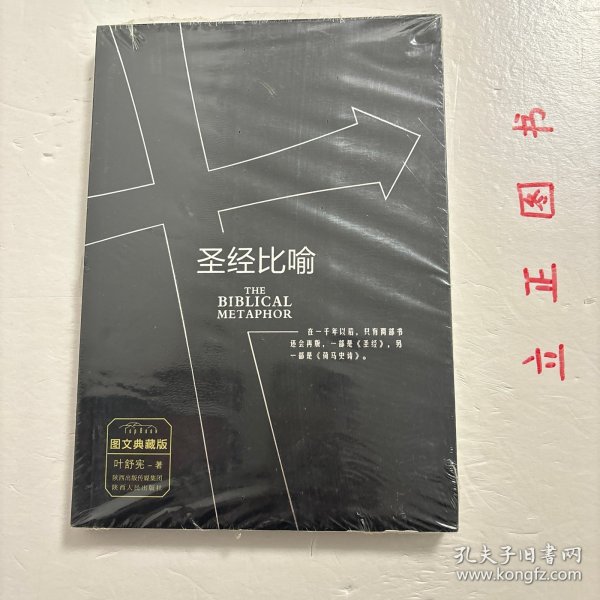 圣经比喻
THE
BIBLICAL
METAPHOR
在一千年以后，只有两部书
还会再版，一部是《圣经》，另
一部是《荷马史诗》。
图文典藏版
叶舒宪-著
陕西出版传媒集团
陕西人民出版社
立正图书
孔夫子旧书网
www.kongfz.com